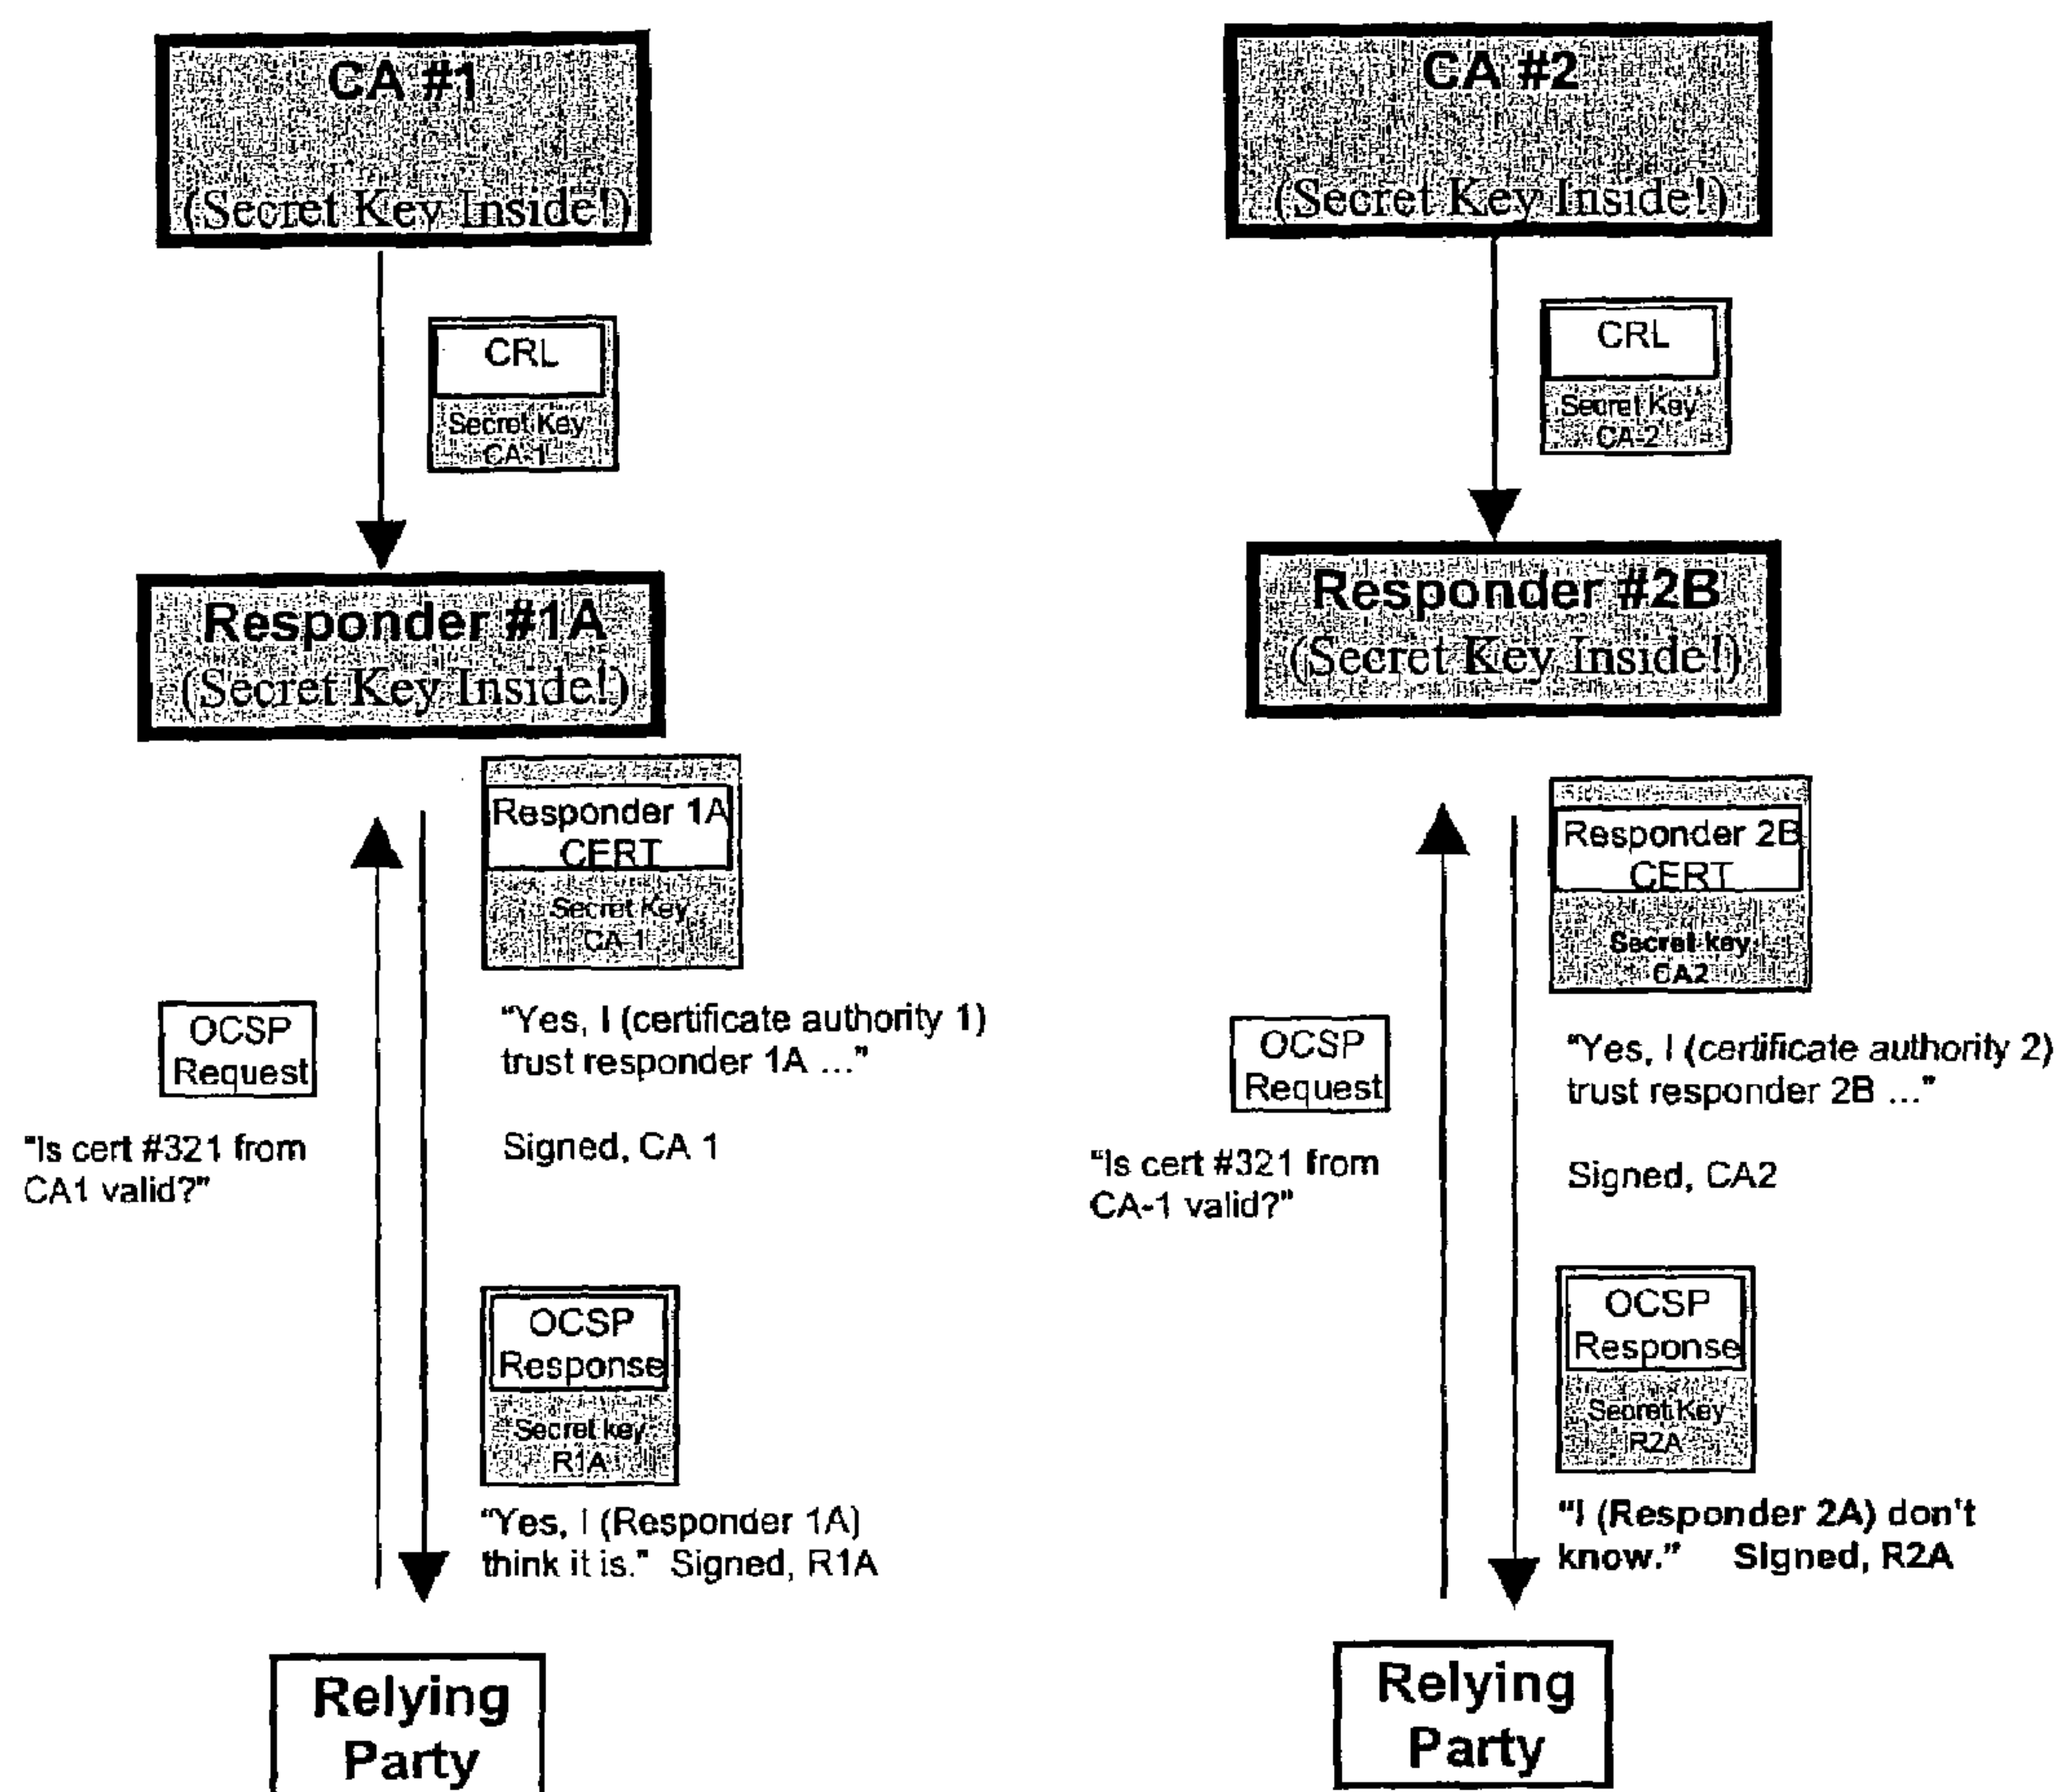 CA #1
(Secret Key Inside!)
CRL
Secret Key
CA-1
Responder #1A
(Secret Key Inside!)
Responder 1A
CERT
Secret Key
CA-1
OCSP
Request
"Is cert #321 from
CA1 valid?"
"Yes, I (certificate authority 1)
trust responder 1A ..."
Signed, CA 1
OCSP
Response
Secret key
R1A
"Yes, I (Responder 1A)
think it is." Signed, R1A
Relying
Party
CA #2
(Secret Key Inside!)
CRL
Secret Key
CA-2
Responder #2B
(Secret Key Inside!)
Responder 2B
CERT
Secret key
CA2
OCSP
Request
"Is cert #321 from
CA-1 valid?"
"Yes, I (certificate authority 2)
trust responder 2B ..."
Signed, CA2
OCSP
Response
Secret Key
R2A
"I (Responder 2A) don't
know." Signed, R2A
Relying
Party